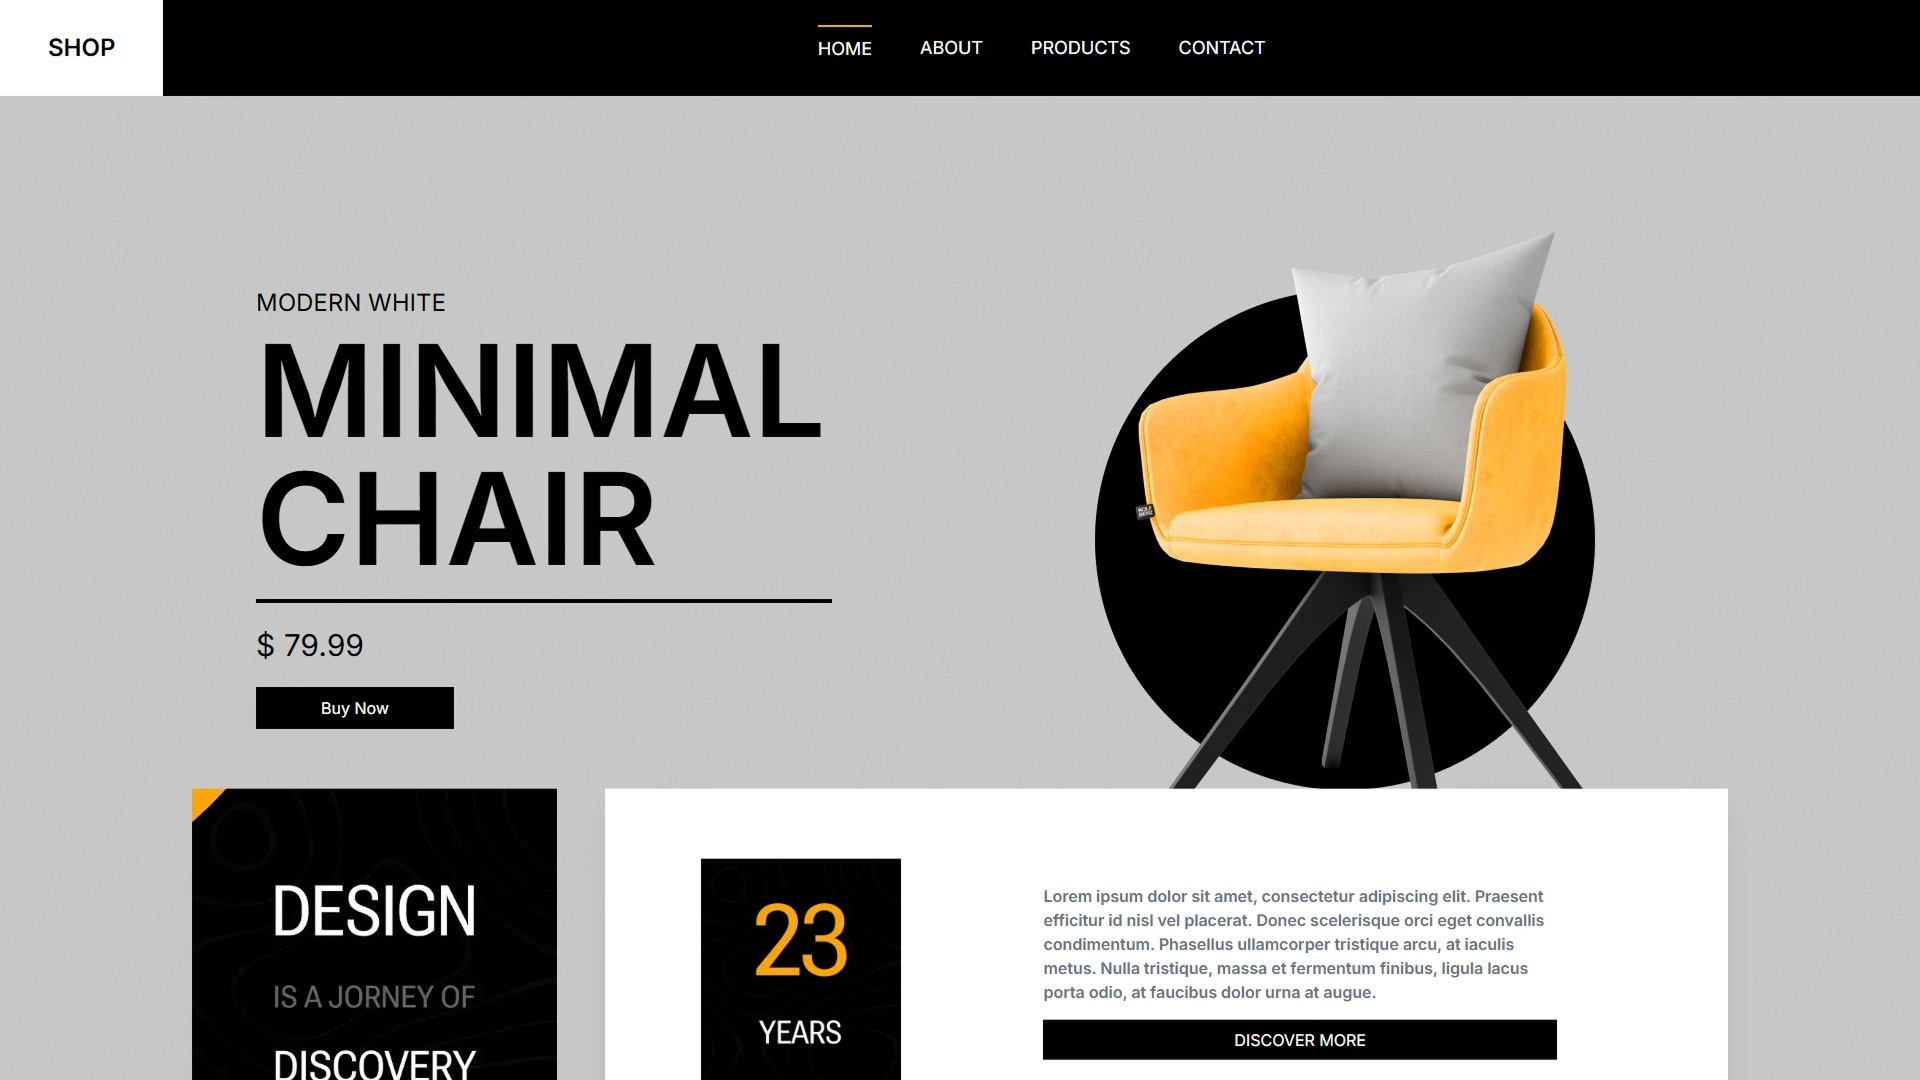 SHOP
HOME
ABOUT
PRODUCTS
CONTACT
MODERN WHITE
MINIMAL
CHAIR
$ 79.99
Buy Now
DESIGN
IS A JORNEY OF
DISCOVERY
23
YEARS
Lorem ipsum dolor sit amet, consectetur adipiscing elit. Praesent
efficitur id nisl vel placerat. Donec scelerisque orci eget convallis
condimentum. Phasellus ullamcorper tristique arcu, at iaculis
metus. Nulla tristique, massa et fermentum finibus, ligula lacus
porta odio, at faucibus dolor urna at augue.
DISCOVER MORE